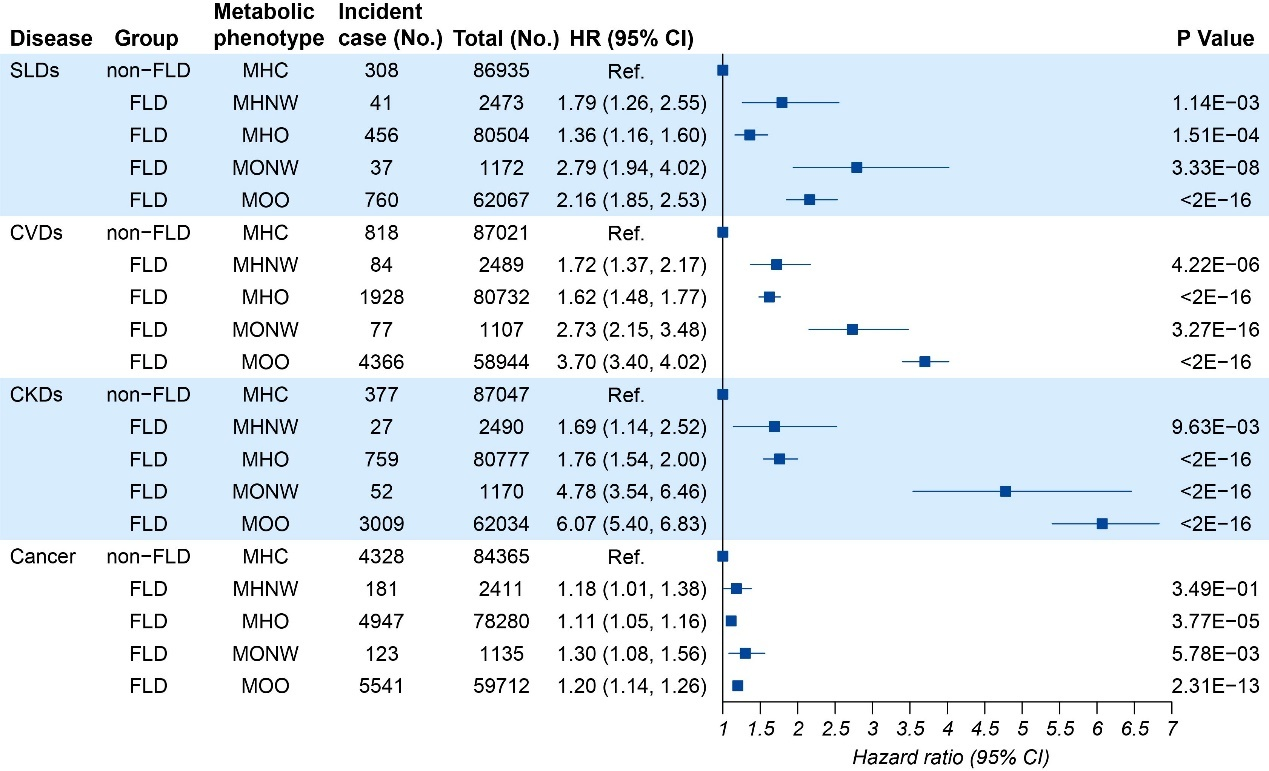 Disease Group Metabolic phenotype Incident case (No.) Total (No.) HR (95% CI) P Value
SLDs non−FLD MHC 308 86935 Ref.
FLD MHNW 41 2473 1.79 (1.26, 2.55) 1.14E−03
FLD MHO 456 80504 1.36 (1.16, 1.60) 1.51E−04
FLD MONW 37 1172 2.79 (1.94, 4.02) 3.33E−08
FLD MOO 760 62067 2.16 (1.85, 2.53) <2E−16
CVDs non−FLD MHC 818 87021 Ref.
FLD MHNW 84 2489 1.72 (1.37, 2.17) 4.22E−06
FLD MHO 1928 80732 1.62 (1.48, 1.77) <2E−16
FLD MONW 77 1107 2.73 (2.15, 3.48) 3.27E−16
FLD MOO 4366 58944 3.70 (3.40, 4.02) <2E−16
CKDs non−FLD MHC 377 87047 Ref.
FLD MHNW 27 2490 1.69 (1.14, 2.52) 9.63E−03
FLD MHO 759 80777 1.76 (1.54, 2.00) <2E−16
FLD MONW 52 1170 4.78 (3.54, 6.46) <2E−16
FLD MOO 3009 62034 6.07 (5.40, 6.83) <2E−16
Cancer non−FLD MHC 4328 84365 Ref.
FLD MHNW 181 2411 1.18 (1.01, 1.38) 3.49E−01
FLD MHO 4947 78280 1.11 (1.05, 1.16) 3.77E−05
FLD MONW 123 1135 1.30 (1.08, 1.56) 5.78E−03
FLD MOO 5541 59712 1.20 (1.14, 1.26) 2.31E−13
1 1.5 2 2.5 3 3.5 4 4.5 5 5.5 6 6.5 7
Hazard ratio (95% CI)